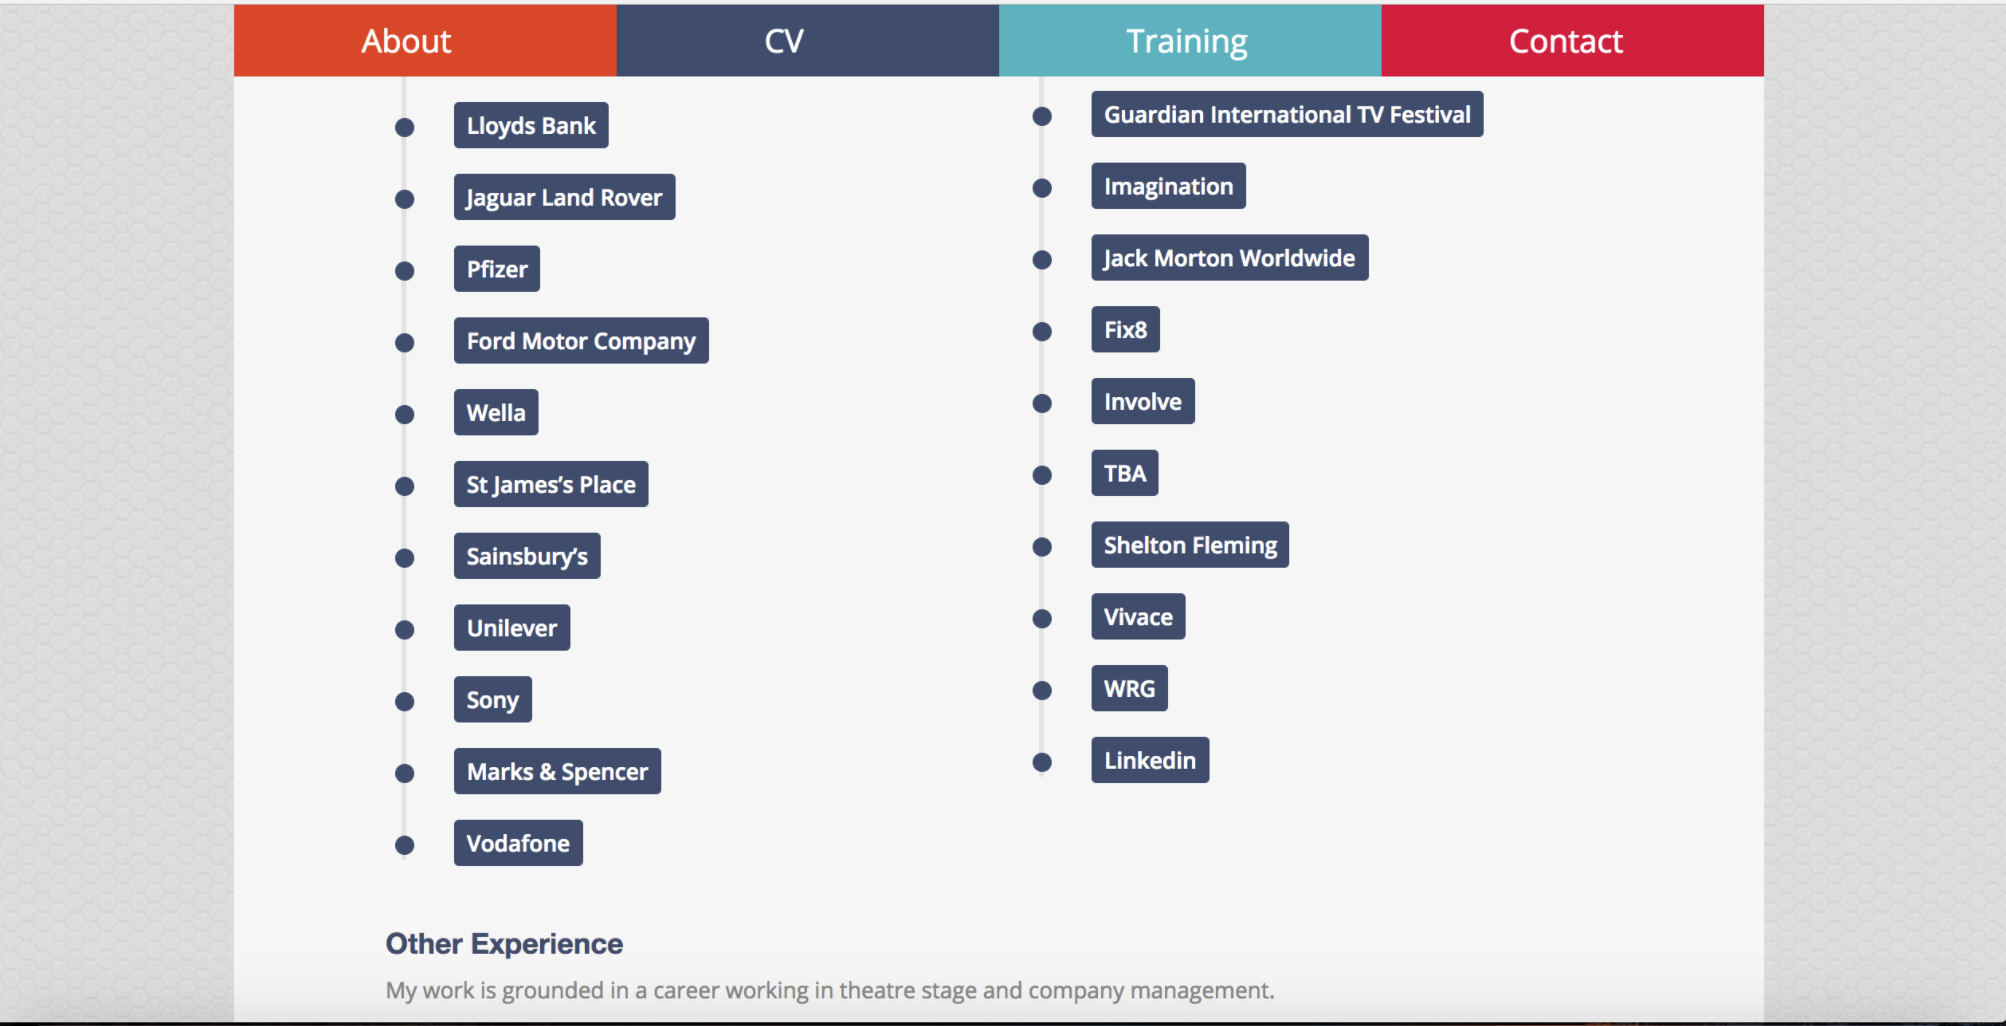 About
CV
Training
Contact
Lloyds Bank
Jaguar Land Rover
Pfizer
Ford Motor Company
Wella
St James’s Place
Sainsbury’s
Unilever
Sony
Marks & Spencer
Vodafone
Guardian International TV Festival
Imagination
Jack Morton Worldwide
Fix8
Involve
TBA
Shelton Fleming
Vivace
WRG
Linkedin
Other Experience
My work is grounded in a career working in theatre stage and company management.